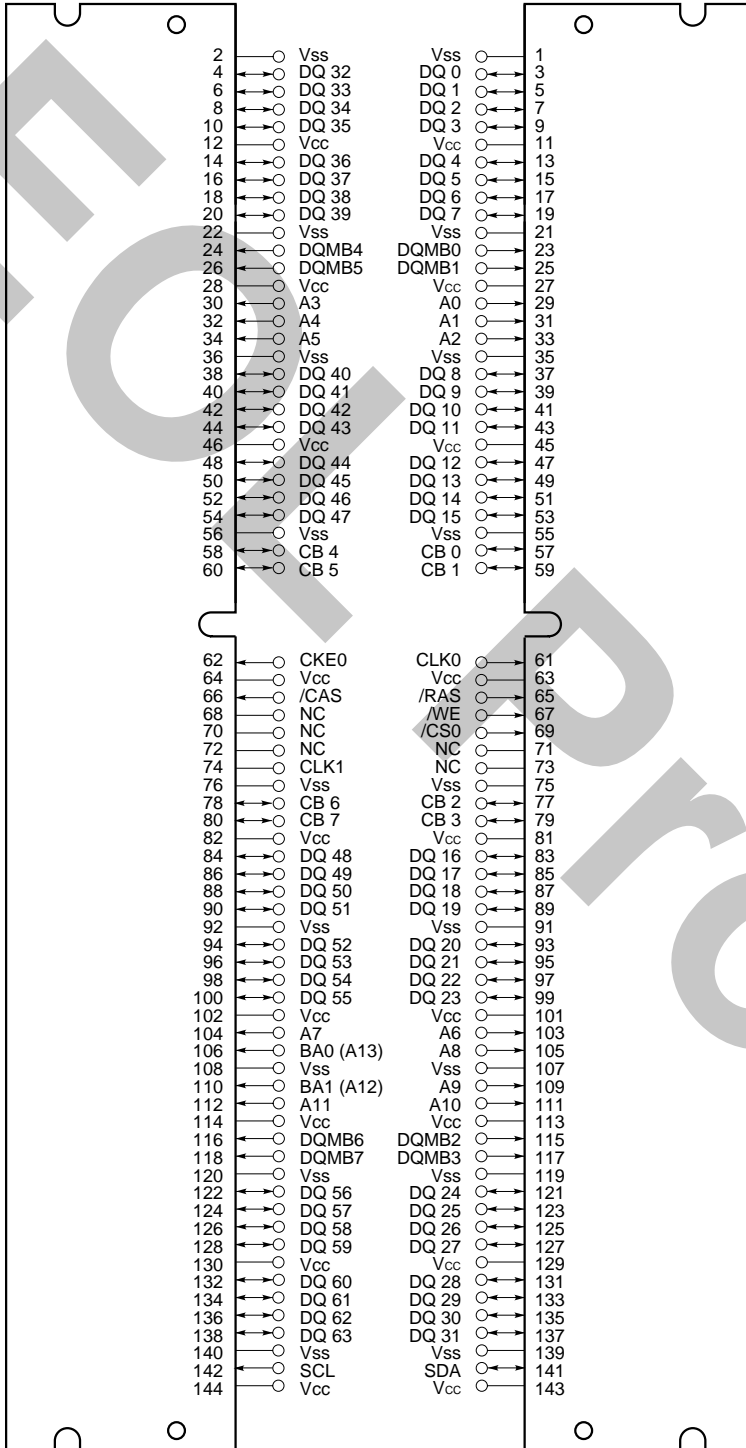 2 Vss Vss 1
4 DQ 32 DQ 0 3
6 DQ 33 DQ 1 5
8 DQ 34 DQ 2 7
10 DQ 35 DQ 3 9
12 Vcc Vcc 11
14 DQ 36 DQ 4 13
16 DQ 37 DQ 5 15
18 DQ 38 DQ 6 17
20 DQ 39 DQ 7 19
22 Vss Vss 21
24 DQMB4 DQMB0 23
26 DQMB5 DQMB1 25
28 Vcc Vcc 27
30 A3 A0 29
32 A4 A1 31
34 A5 A2 33
36 Vss Vss 35
38 DQ 40 DQ 8 37
40 DQ 41 DQ 9 39
42 DQ 42 DQ 10 41
44 DQ 43 DQ 11 43
46 Vcc Vcc 45
48 DQ 44 DQ 12 47
50 DQ 45 DQ 13 49
52 DQ 46 DQ 14 51
54 DQ 47 DQ 15 53
56 Vss Vss 55
58 CB 4 CB 0 57
60 CB 5 CB 1 59
62 CKE0 CLK0 61
64 Vcc Vcc 63
66 /CAS /RAS 65
68 NC /WE 67
70 NC /CS0 69
72 NC NC 71
74 CLK1 NC 73
76 Vss Vss 75
78 CB 6 CB 2 77
80 CB 7 CB 3 79
82 Vcc Vcc 81
84 DQ 48 DQ 16 83
86 DQ 49 DQ 17 85
88 DQ 50 DQ 18 87
90 DQ 51 DQ 19 89
92 Vss Vss 91
94 DQ 52 DQ 20 93
96 DQ 53 DQ 21 95
98 DQ 54 DQ 22 97
100 DQ 55 DQ 23 99
102 Vcc Vcc 101
104 A7 A6 103
106 BA0 (A13) A8 105
108 Vss Vss 107
110 BA1 (A12) A9 109
112 A11 A10 111
114 Vcc Vcc 113
116 DQMB6 DQMB2 115
118 DQMB7 DQMB3 117
120 Vss Vss 119
122 DQ 56 DQ 24 121
124 DQ 57 DQ 25 123
126 DQ 58 DQ 26 125
128 DQ 59 DQ 27 127
130 Vcc Vcc 129
132 DQ 60 DQ 28 131
134 DQ 61 DQ 29 133
136 DQ 62 DQ 30 135
138 DQ 63 DQ 31 137
140 Vss Vss 139
142 SCL SDA 141
144 Vcc Vcc 143
EOL Pro